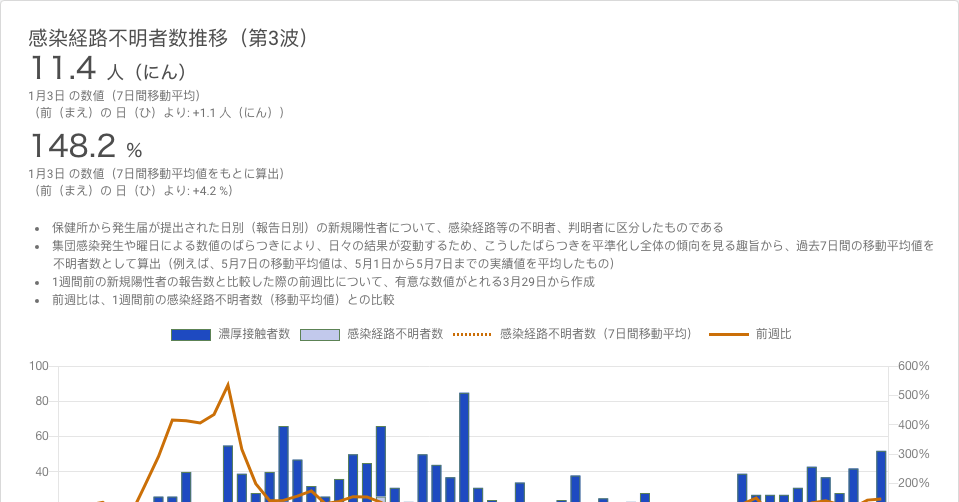 感染経路不明者数推移（第3波）
11.4 人（にん）
1月3日 の数値（7日間移動平均）
（前（まえ）の 日（ひ）より: +1.1 人（にん））
148.2 %
1月3日 の数値（7日間移動平均値をもとに算出）
（前（まえ）の 日（ひ）より: +4.2 %）
• 保健所から発生届が提出された日別（報告日別）の新規陽性者について、感染経路等の不明者、判明者に区分したものである
• 集団感染発生や曜日による数値のばらつきにより、日々の結果が変動するため、こうしたばらつきを平準化し全体の傾向を見る趣旨から、過去7日間の移動平均値を
不明者数として算出（例えば、5月7日の移動平均値は、5月1日から5月7日までの実績値を平均したもの）
• 1週間前の新規陽性者の報告数と比較した際の前週比について、有意な数値がとれる3月29日から作成
• 前週比は、1週間前の感染経路不明者数（移動平均値）との比較
濃厚接触者数 感染経路不明者数 感染経路不明者数（7日間移動平均） 前週比
100 600%
80 500%
60 400%
40 300%
200%